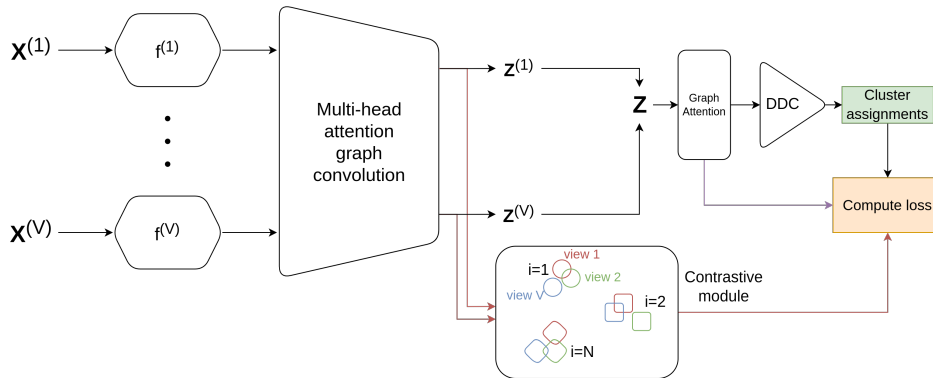 X(1)
f(1)
Multi-head
attention
graph
convolution
X(V)
f(V)
Z(1)
Z(V)
Z
Graph
Attention
DDC
Cluster
assignments
Compute loss
Contrastive
module
view 1
i=1
view 2
view V
i=2
i=N